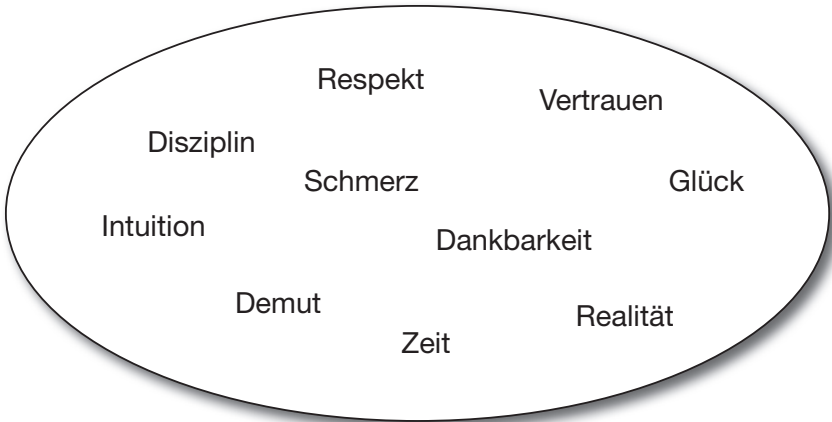 Respekt
Vertrauen
Disziplin
Schmerz
Glück
Intuition
Dankbarkeit
Demut
Realität
Zeit